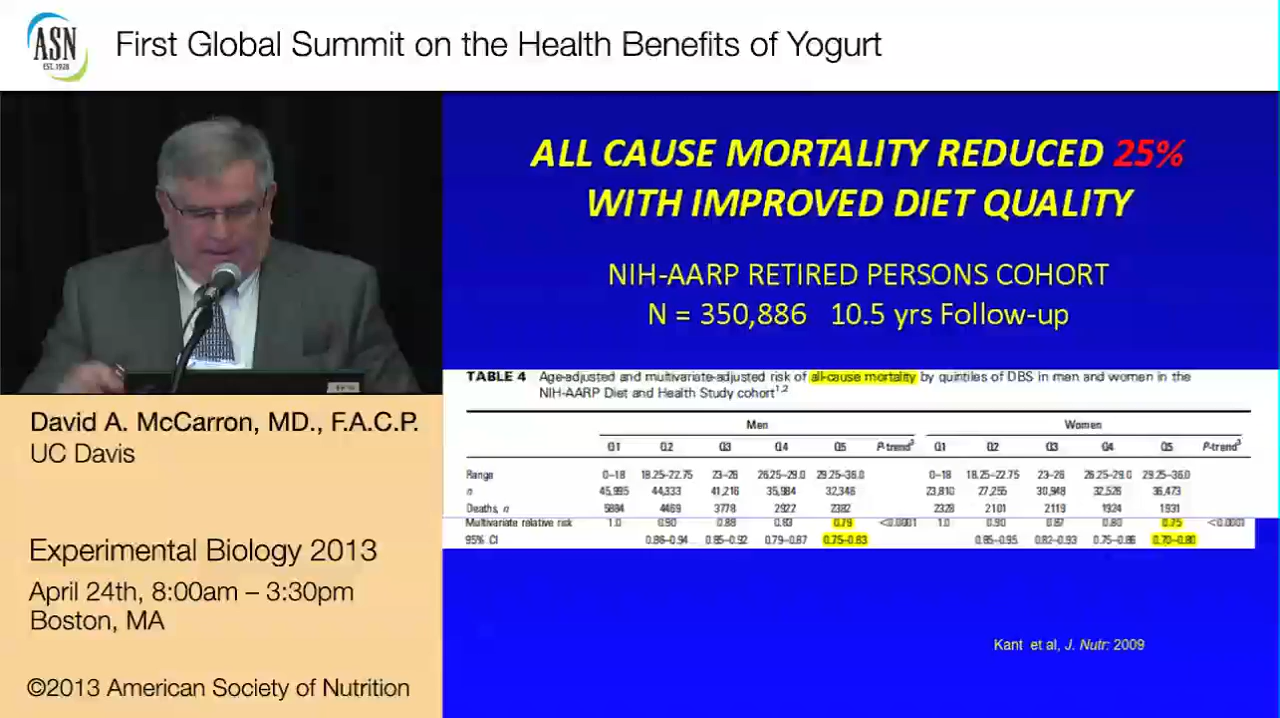 ASN
EST. 1928
First Global Summit on the Health Benefits of Yogurt
ALL CAUSE MORTALITY REDUCED 25%
WITH IMPROVED DIET QUALITY
NIH-AARP RETIRED PERSONS COHORT
N = 350,886 10.5 yrs Follow-up
TABLE 4 Age-adjusted and multivariate-adjusted risk of all-cause mortality by quintiles of DBS in men and women in the
NIH-AARP Diet and Health Study cohort1,2
Men Women
Q1 Q2 Q3 Q4 Q5 P-trend3 Q1 Q2 Q3 Q4 Q5 P-trend3
Range 0–18 18.25–22.75 23–26 26.25–29.0 29.25–36.0 0–18 18.25–22.75 23–26 26.25–29.0 29.25–36.0
n 45,995 44,333 41,216 35,984 32,346 23,810 27,255 30,948 32,526 36,473
Deaths, n 5884 4469 3778 2922 2382 2328 2101 2119 1924 1931
Multivariate relative risk 1.0 0.90 0.88 0.83 0.79 <0.0001 1.0 0.90 0.87 0.80 0.75 <0.0001
95% CI 0.86–0.94 0.85–0.92 0.79–0.87 0.75–0.83 0.85–0.95 0.82–0.93 0.75–0.86 0.70–0.80
Kant et al, J. Nutr: 2009
David A. McCarron, MD., F.A.C.P.
UC Davis
Experimental Biology 2013
April 24th, 8:00am – 3:30pm
Boston, MA
©2013 American Society of Nutrition